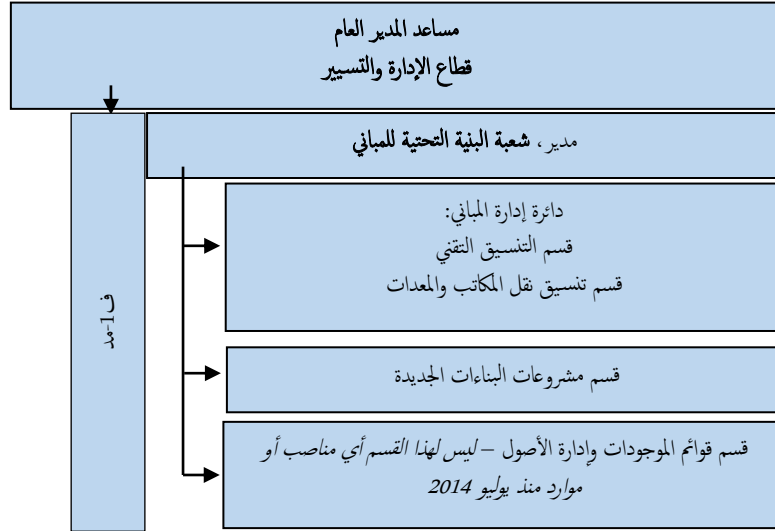 مساعد المدير العام
قطاع الإدارة والتسيير
مدير، شعبة البنية التحتية للمباني
ف1-مد
دائرة إدارة المباني:
قسم التنسيق التقني
قسم تنسيق نقل المكاتب والمعدات
قسم مشروعات البناءات الجديدة
قسم قوائم الموجودات وإدارة الأصول – ليس لهذا القسم أي مناصب أو
موارد منذ يوليو 2014